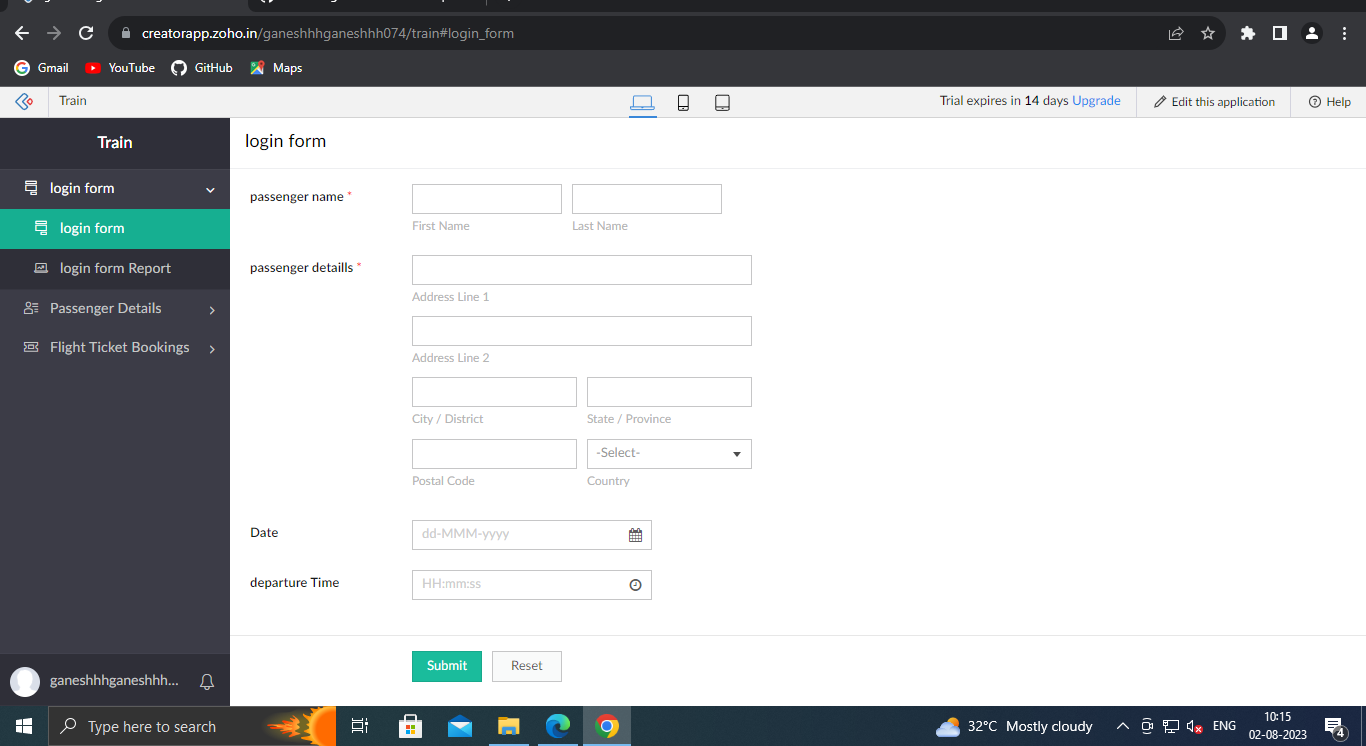 creatorapp.zoho.in/ganeshhhganeshhh074/train#login_form
Gmail YouTube GitHub Maps
Train Trial expires in 14 days Upgrade Edit this application Help
Train
login form
login form
login form Report
Passenger Details
Flight Ticket Bookings
ganeshhhganeshhh...
login form
passenger name *
First Name Last Name
passenger detaills *
Address Line 1
Address Line 2
City / District State / Province
-Select-
Postal Code Country
Date dd-MMM-yyyy
departure Time HH:mm:ss
Submit Reset
Type here to search 32°C Mostly cloudy ENG 10:15
02-08-2023 4